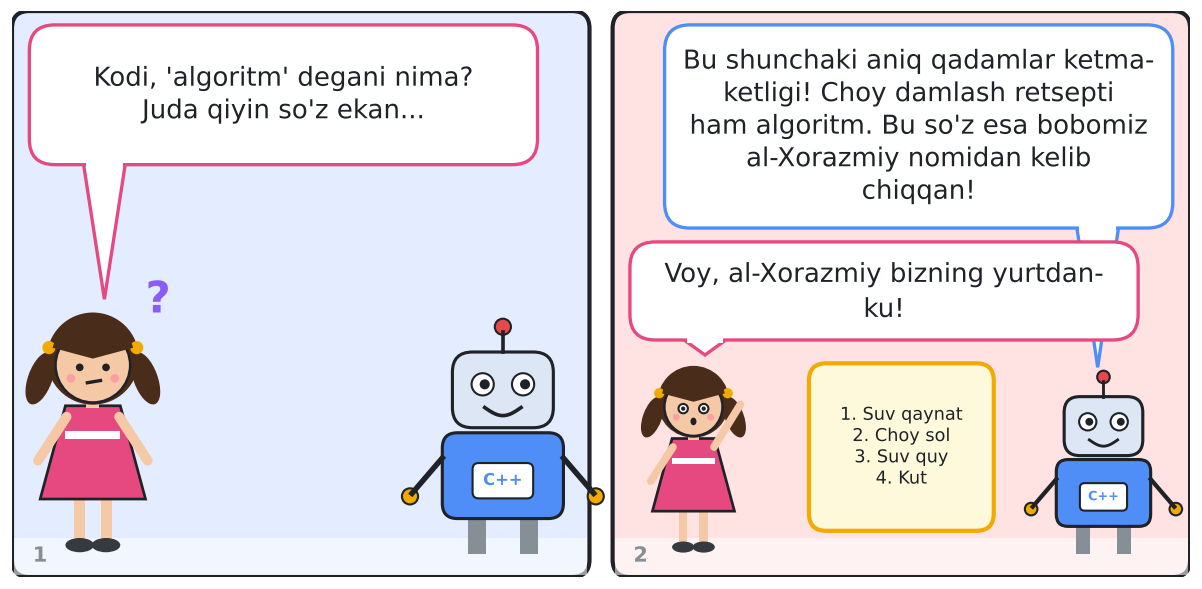 Kodi, 'algoritm' degani nima?
Juda qiyin so'z ekan...
?
C++
1
Bu shunchaki aniq qadamlar ketma-
ketligi! Choy damlash retsepti
ham algoritm. Bu so'z esa bobomiz
al-Xorazmiy nomidan kelib
chiqqan!
Voy, al-Xorazmiy bizning yurtdan-
ku!
1. Suv qaynat
2. Choy sol
3. Suv quy
4. Kut
C++
2